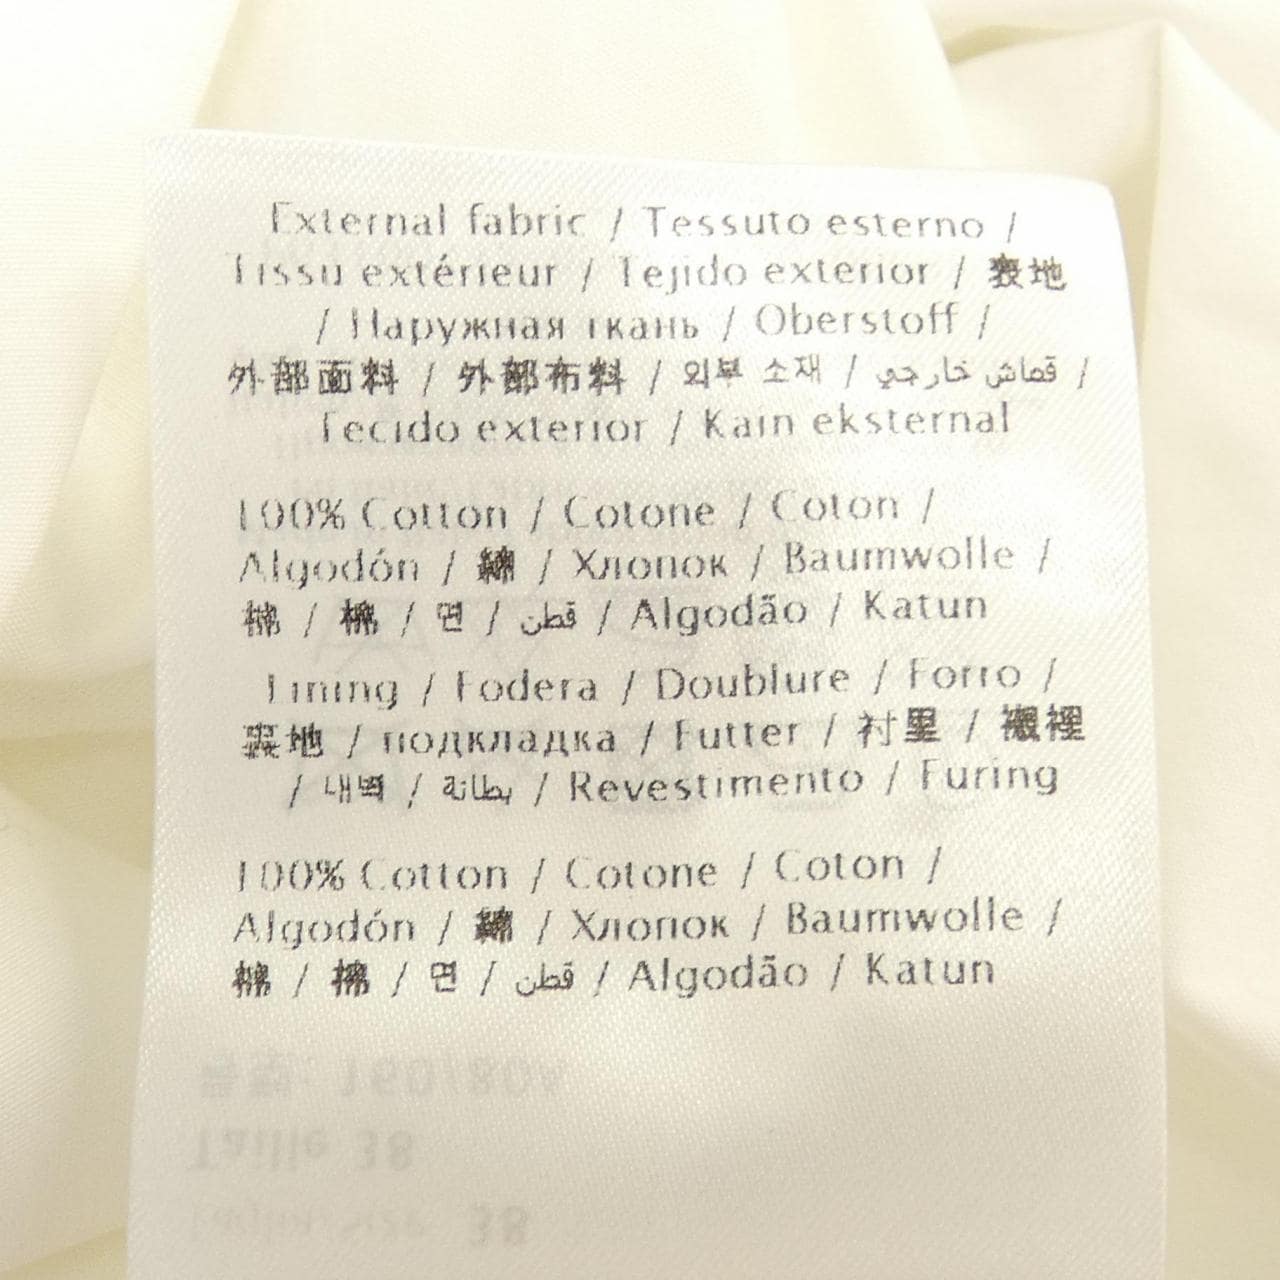 External fabric / Tessuto esterno /
Tissu extérieur / Tejido exterior / 表地
/ Наружная ткань / Oberstoff /
外部面料 / 外部布料 / 외부 소재 / قماش خارجي /
Tecido exterior / Kain eksternal
100% Cotton / Cotone / Coton /
Algodón / 綿 / Хлопок / Baumwolle /
棉 / 棉 / 면 / قطن / Algodão / Katun
Lining / Fodera / Doublure / Forro /
裏地 / подкладка / Futter / 衬里 / 襯裡
/ 내벽 / بطانة / Revestimento / Furing
100% Cotton / Cotone / Coton /
Algodón / 綿 / Хлопок / Baumwolle /
棉 / 棉 / 면 / قطن / Algodão / Katun
160/80A
Taille 38
Size 38